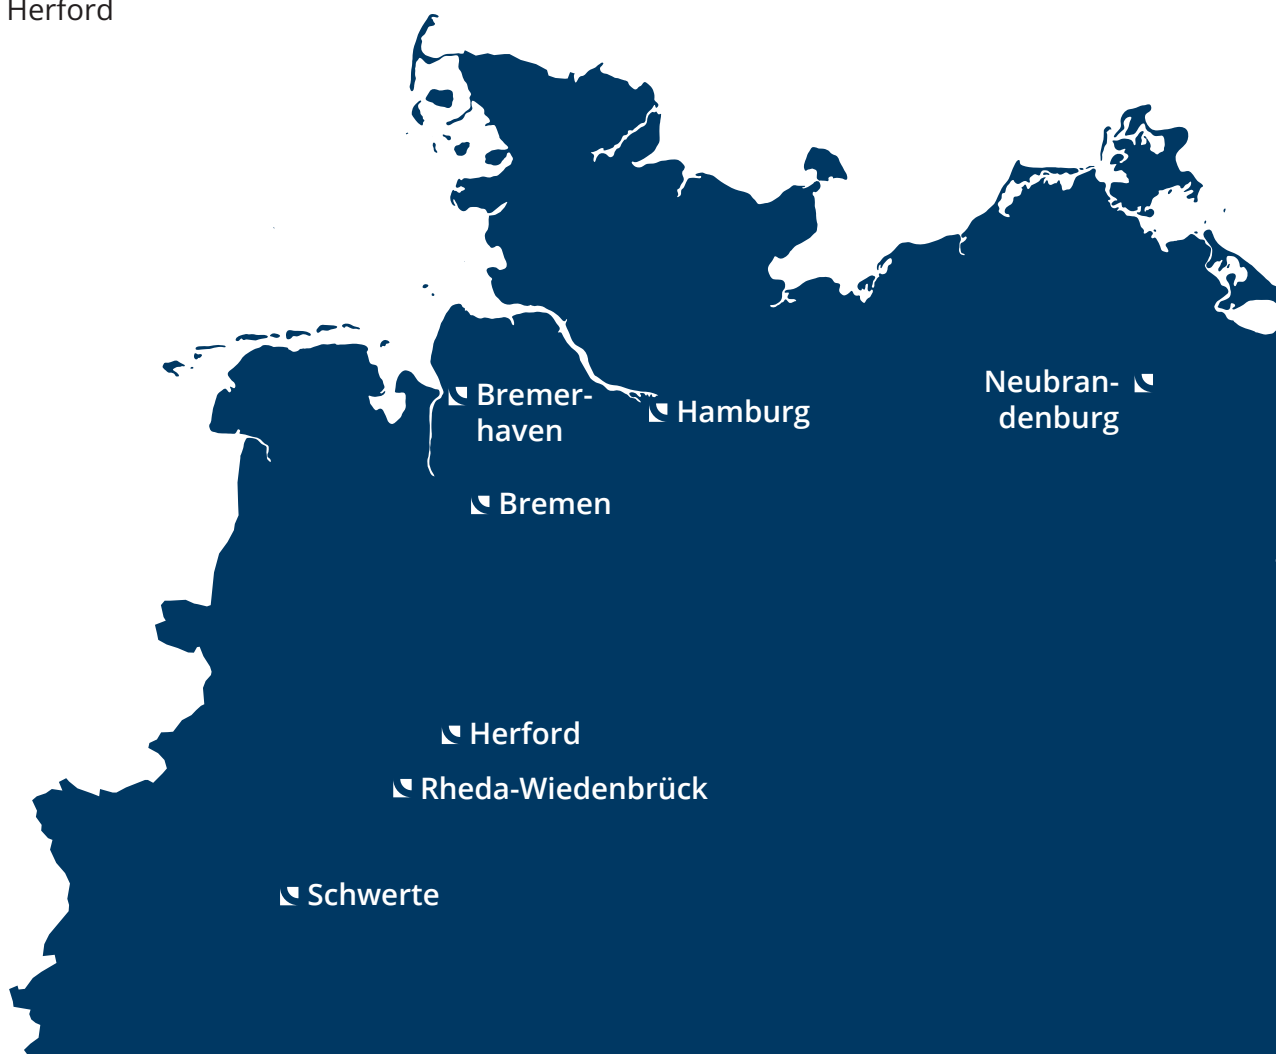 Herford
Bremer-
haven
Hamburg
Neubran-
denburg
Bremen
Herford
Rheda-Wiedenbrück
Schwerte